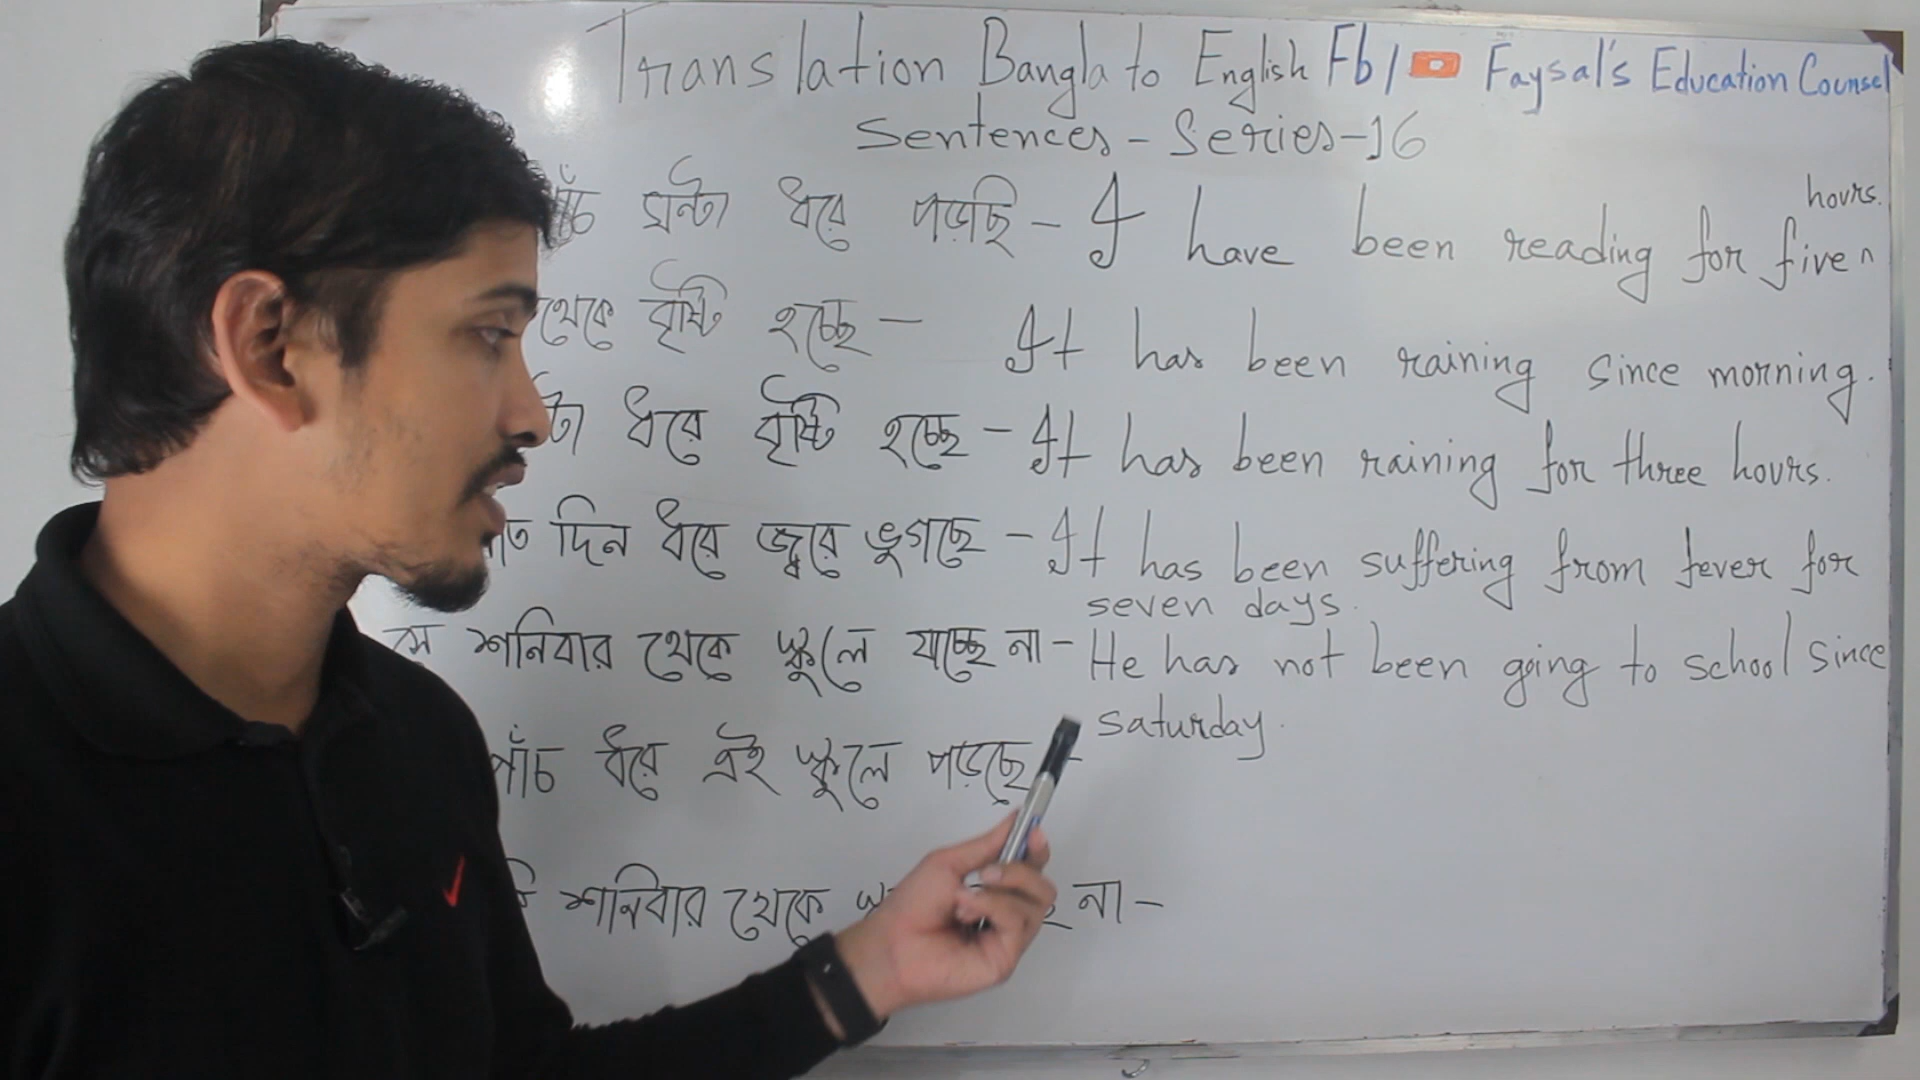 Translation Bangla to English Fb/ Faysal's Education Counsel
Sentences - Series-16
পাঁচ ঘন্টা ধরে পড়ছি - I have been reading for five ^ hours.
থেকে বৃষ্টি হচ্ছে - It has been raining since morning.
ধরে বৃষ্টি হচ্ছে - It has been raining for three hours.
দিন ধরে জ্বরে ভুগছে - It has been suffering from fever for
seven days.
শনিবার থেকে স্কুলে যাচ্ছে না - He has not been going to school since
saturday.
পাঁচ ধরে এই স্কুলে পড়ছে -
শনিবার থেকে না -